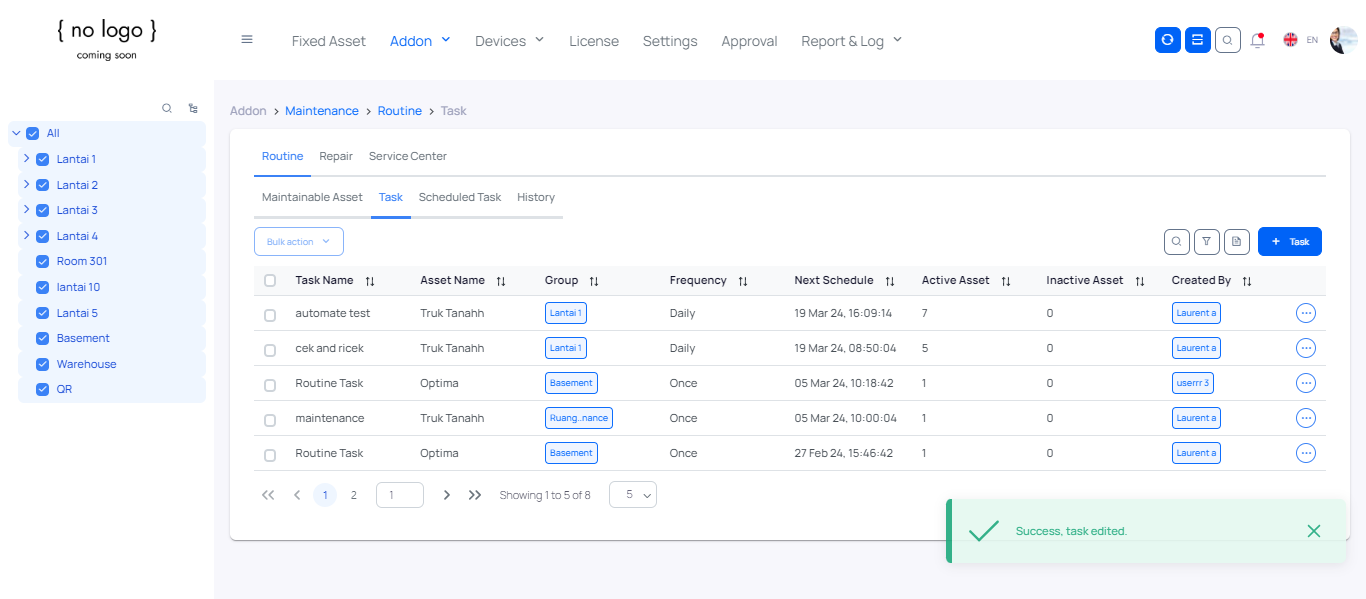 { no logo }
coming soon
Fixed Asset Addon Devices License Settings Approval Report & Log EN
All
Lantai 1
Lantai 2
Lantai 3
Lantai 4
Room 301
lantai 10
Lantai 5
Basement
Warehouse
QR
Addon > Maintenance > Routine > Task
Routine Repair Service Center
Maintainable Asset Task Scheduled Task History
Bulk action + Task
Task Name Asset Name Group Frequency Next Schedule Active Asset Inactive Asset Created By
automate test Truk Tanahh Lantai 1 Daily 19 Mar 24, 16:09:14 7 0 Laurent a
cek and ricek Truk Tanahh Lantai 1 Daily 19 Mar 24, 08:50:04 5 0 Laurent a
Routine Task Optima Basement Once 05 Mar 24, 10:18:42 1 0 userrr 3
maintenance Truk Tanahh Ruang..nance Once 05 Mar 24, 10:00:04 1 0 Laurent a
Routine Task Optima Basement Once 27 Feb 24, 15:46:42 1 0 Laurent a
1 2 1 Showing 1 to 5 of 8 5
Success, task edited.